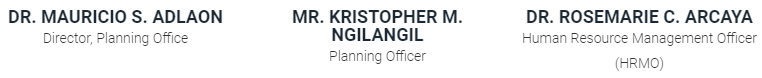 DR. MAURICIO S. ADLAON
Director, Planning Office
MR. KRISTOPHER M.
NGILANGIL
Planning Officer
DR. ROSEMARIE C. ARCAYA
Human Resource Management Officer
(HRMO)